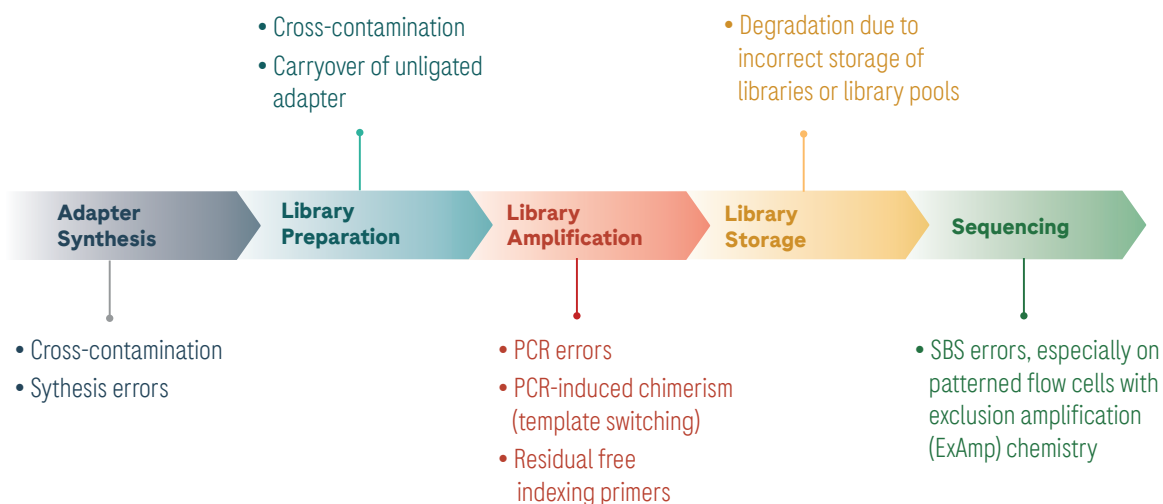 • Cross-contamination
• Carryover of unligated
adapter
• Degradation due to
incorrect storage of
libraries or library pools
Adapter
Synthesis
Library
Preparation
Library
Amplification
Library
Storage
Sequencing
• Cross-contamination
• Sythesis errors
• PCR errors
• PCR-induced chimerism
(template switching)
• Residual free
indexing primers
• SBS errors, especially on
patterned flow cells with
exclusion amplification
(ExAmp) chemistry